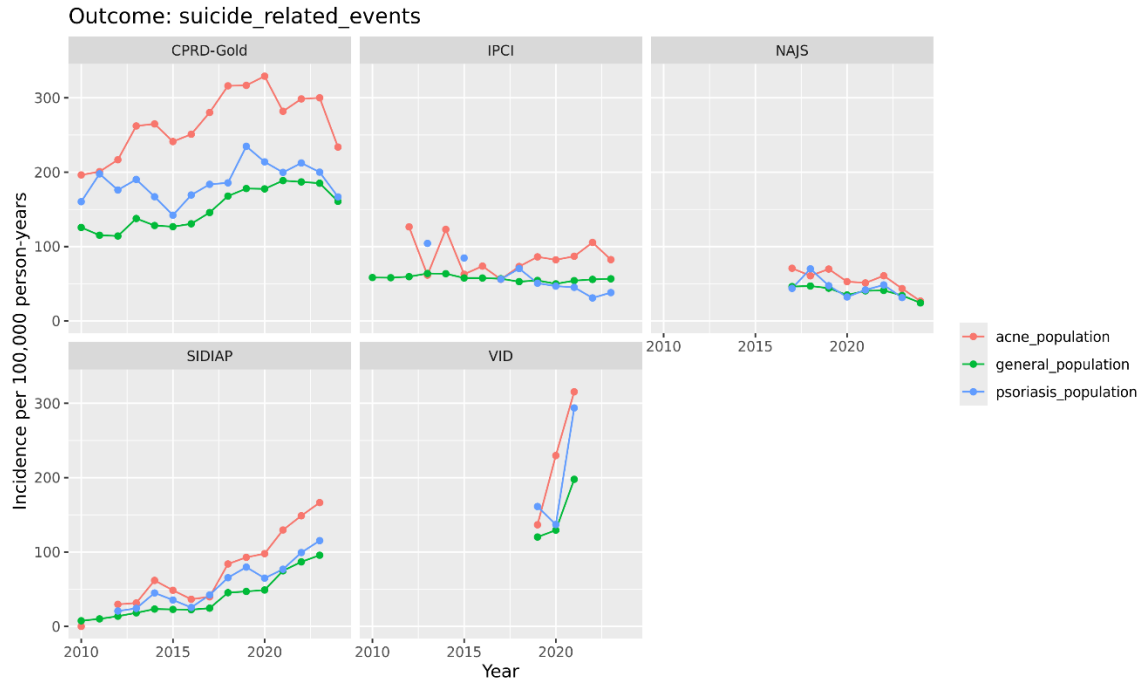 Outcome: suicide_related_events
CPRD-Gold
IPCI
NAJS
300
200
100
0
2010
2015
2020
SIDIAP
VID
acne_population
general_population
psoriasis_population
300
200
100
0
2010
2015
2020
2010
2015
2020
Incidence per 100,000 person-years
Year